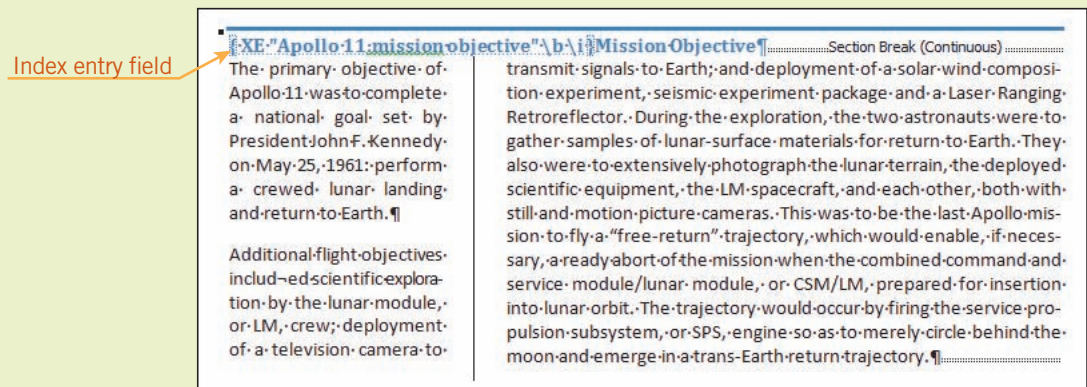 Index entry field
{·XE·"Apollo·11:mission·objective"·\b·\i·}Mission·Objective¶ Section Break (Continuous)
The· primary· objective· of·
Apollo·11·was·to·complete·
a· national· goal· set· by·
President·John·F.·Kennedy·
on·May·25,·1961:·perform·
a· crewed· lunar· landing·
and·return·to·Earth.¶
Additional·flight·objectives·
includ¬ed·scientific·explora-
tion·by·the·lunar·module,·
or·LM,·crew;·deployment·
of·a·television·camera·to·
transmit·signals·to·Earth;·and·deployment·of·a·solar·wind·composi-
tion·experiment,·seismic·experiment·package·and·a·Laser·Ranging·
Retroreflector.·During·the·exploration,·the·two·astronauts·were·to·
gather·samples·of·lunar-surface·materials·for·return·to·Earth.·They·
also·were·to·extensively·photograph·the·lunar·terrain,·the·deployed·
scientific·equipment,·the·LM·spacecraft,·and·each·other,·both·with·
still·and·motion·picture·cameras.·This·was·to·be·the·last·Apollo·mis-
sion·to·fly·a·“free-return”·trajectory,·which·would·enable,·if·neces-
sary,·a·ready·abort·of·the·mission·when·the·combined·command·and·
service·module/lunar·module,·or·CSM/LM,·prepared·for·insertion·
into·lunar·orbit.·The·trajectory·would·occur·by·firing·the·service·pro-
pulsion·subsystem,·or·SPS,·engine·so·as·to·merely·circle·behind·the·
moon·and·emerge·in·a·trans-Earth·return·trajectory.¶